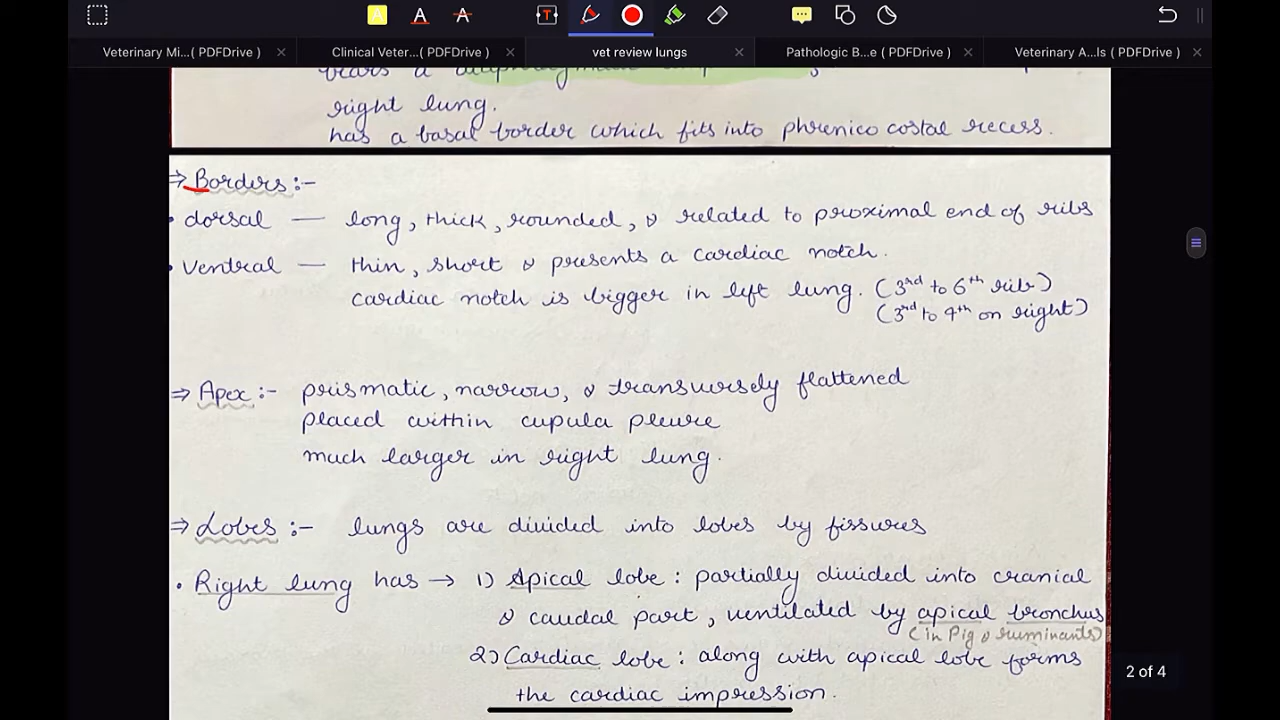 A A A T
Veterinary Mi...( PDFDrive ) × Clinical Veter...( PDFDrive ) × vet review lungs × Pathologic B...e ( PDFDrive ) × Veterinary A...ls ( PDFDrive ) ×
bears a
right lung.
has a basal border which fits into phrenico costal recess.
⇒ Borders :-
• dorsal — long, thick, rounded, & related to proximal end of ribs
• Ventral — thin, short & presents a cardiac notch.
cardiac notch is bigger in left lung. (3rd to 6th rib)
(3rd to 4th on right)
⇒ Apex :- prismatic, narrow, & transversely flattened
placed within cupula pleure
much larger in right lung.
⇒ Lobes :- lungs are divided into lobes by fissures
• Right lung has → 1) Apical lobe : partially divided into cranial
& caudal part, ventilated by apical bronchus
(in Pig & ruminants)
2) Cardiac lobe : along with apical lobe forms
the cardiac impression.
2 of 4